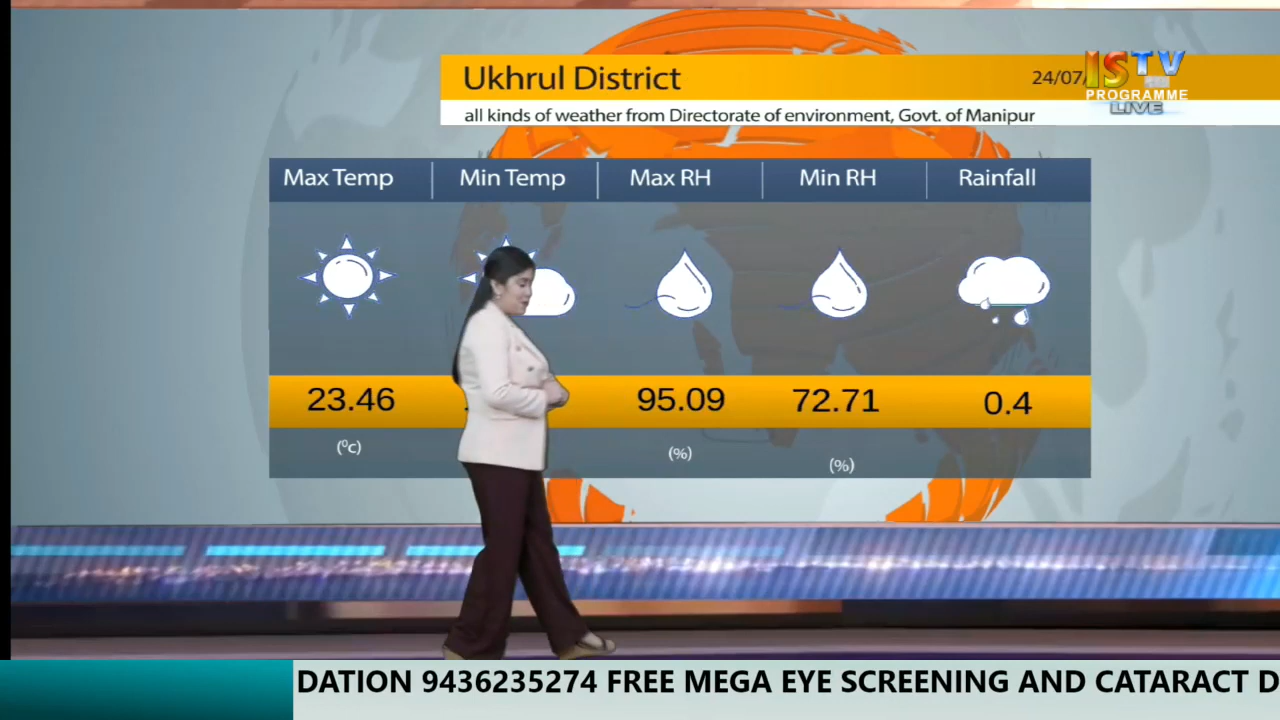 Ukhrul District
24/07/
ISTV
PROGRAMME
LIVE
all kinds of weather from Directorate of environment, Govt. of Manipur
Max Temp Min Temp Max RH Min RH Rainfall
23.46 95.09 72.71 0.4
(⁰c) (%) (%)
DATION 9436235274 FREE MEGA EYE SCREENING AND CATARACT D